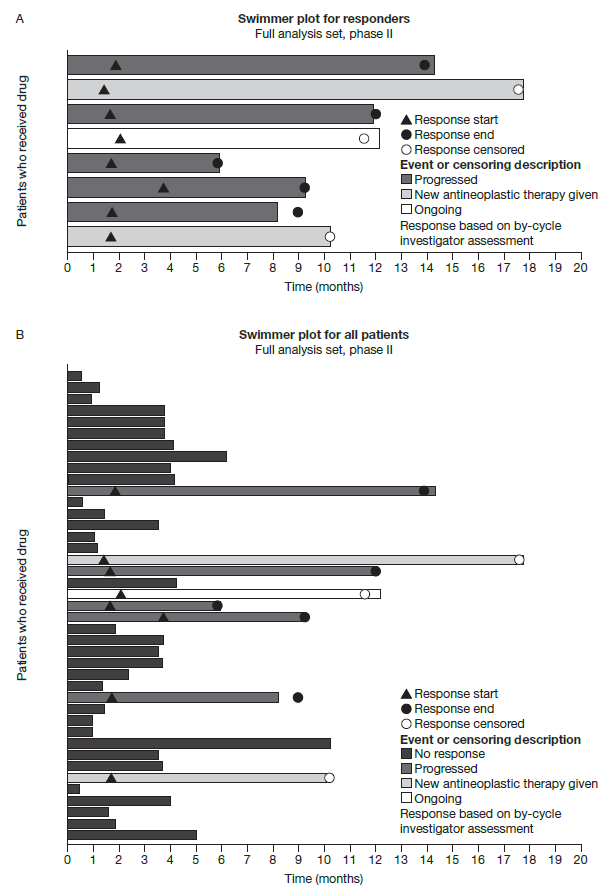 A
Swimmer plot for responders
Full analysis set, phase II
Patients who received drug
Response start
Response end
Response censored
Event or censoring description
Progressed
New antineoplastic therapy given
Ongoing
Response based on by-cycle
investigator assessment
0 1 2 3 4 5 6 7 8 9 10 11 12 13 14 15 16 17 18 19 20
Time (months)
B
Swimmer plot for all patients
Full analysis set, phase II
Patients who received drug
Response start
Response end
Response censored
Event or censoring description
No response
Progressed
New antineoplastic therapy given
Ongoing
Response based on by-cycle
investigator assessment
0 1 2 3 4 5 6 7 8 9 10 11 12 13 14 15 16 17 18 19 20
Time (months)